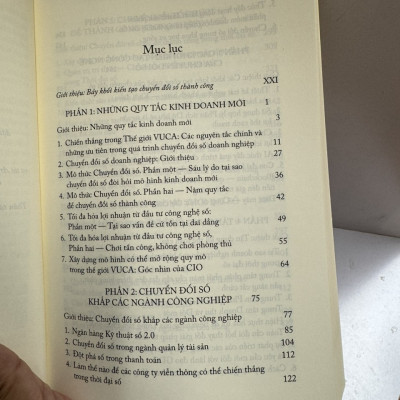 Mục lục
Giới thiệu: Bảy khối kiến tạo chuyển đổi số thành công XXI
PHẦN 1: NHỮNG QUY TẮC KINH DOANH MỚI 1
Giới thiệu: Những quy tắc kinh doanh mới 3
1. Chiến thắng trong Thế giới VUCA: Các nguyên tắc chính và
những ưu tiên trong quá trình chuyển đổi số doanh nghiệp 11
2. Chuyển đổi số doanh nghiệp: Giới thiệu 27
3. Mô thức Chuyển đổi số. Phần một — Sáu lý do tại sao
chuyển đổi số đòi hỏi mô hình kinh doanh mới 36
4. Mô thức Chuyển đổi số. Phần hai — Năm quy tắc
để chuyển đổi số thành công 42
5. Tối đa hóa lợi nhuận từ đầu tư công nghệ số:
Phần một — Tại sao vấn đề cứ tồn tại dai dẳng 49
6. Tối đa hóa lợi nhuận từ đầu tư công nghệ số,
Phần hai — Chơi tấn công, không chơi phòng thủ 55
7. Xây dựng mô hình có thể mở rộng quy mô
trong thế giới VUCA: Góc nhìn của CIO 64
PHẦN 2: CHUYỂN ĐỔI SỐ
KHẮP CÁC NGÀNH CÔNG NGHIỆP 75
Giới thiệu: Chuyển đổi số khắp các ngành công nghiệp 77
1. Ngân hàng Kỹ thuật số 2.0 85
2. Chuyển đổi số trong ngành quản lý tài sản 104
3. Đột phá số trong thanh toán 112
4. Làm thế nào để các công ty viễn thông có thể chiến thắng
trong thời đại số 122